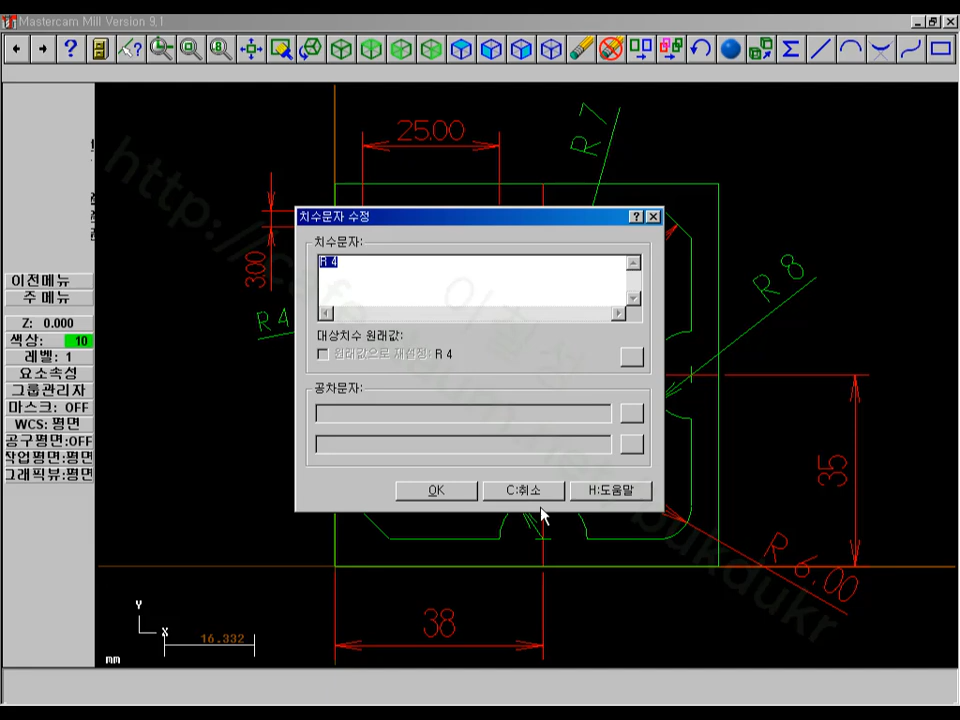 Mastercam Mill Version 9.1
25.00
R 7
3.00
R 4
R 8
35
R 6.00
38
치수문자 수정
치수문자:
R 4
대상치수 원래값:
원래값으로 재설정: R 4
공차문자:
OK
C:취소
H:도움말
이전메뉴
주 메뉴
Z: 0.000
색상: 10
레벨: 1
요소속성
그룹관리자
마스크: OFF
WCS: 평면
공구평면:OFF
작업평면:평면
그래픽뷰:평면
Y
X
16.332
mm